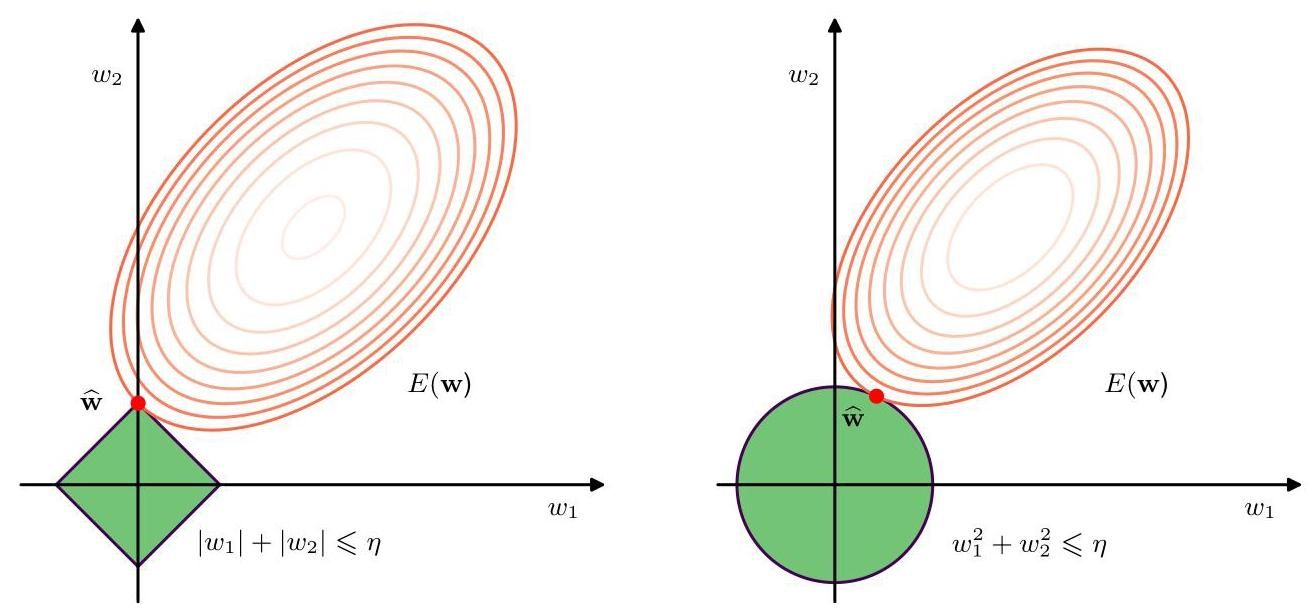 w₂
E(𝐰)
𝐰̂
w₁
|w₁| + |w₂| ⩽ η
w₂
E(𝐰)
𝐰̂
w₁
w₁² + w₂² ⩽ η